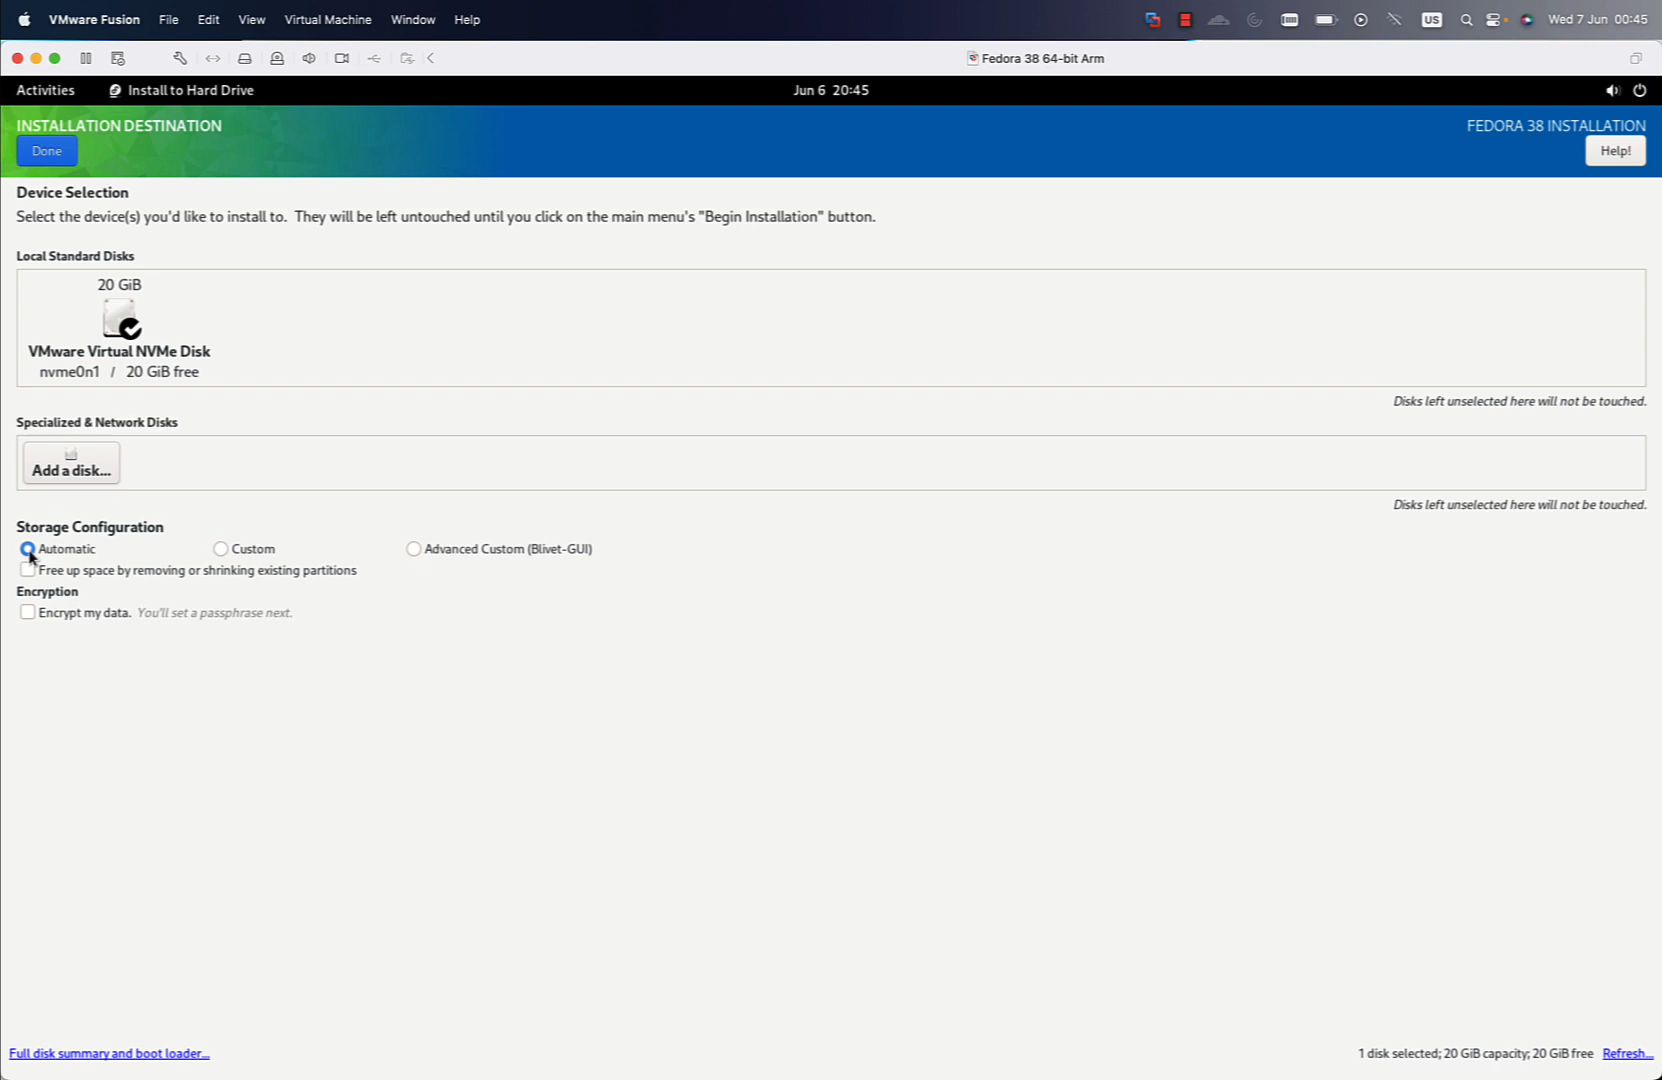 VMware Fusion File Edit View Virtual Machine Window Help US Wed 7 Jun 00:45
Fedora 38 64-bit Arm
Activities Install to Hard Drive Jun 6 20:45
INSTALLATION DESTINATION FEDORA 38 INSTALLATION
Done Help!
Device Selection
Select the device(s) you'd like to install to. They will be left untouched until you click on the main menu's "Begin Installation" button.
Local Standard Disks
20 GiB
VMware Virtual NVMe Disk
nvme0n1 / 20 GiB free
Disks left unselected here will not be touched.
Specialized & Network Disks
Add a disk...
Disks left unselected here will not be touched.
Storage Configuration
Automatic Custom Advanced Custom (Blivet-GUI)
Free up space by removing or shrinking existing partitions
Encryption
Encrypt my data. You'll set a passphrase next.
Full disk summary and boot loader... 1 disk selected; 20 GiB capacity; 20 GiB free Refresh...